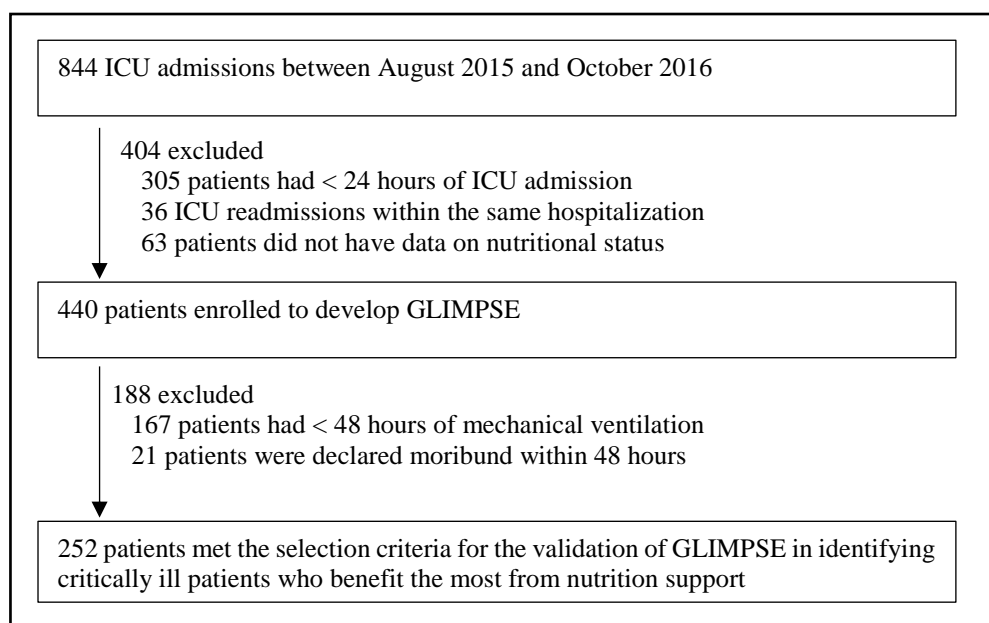 844 ICU admissions between August 2015 and October 2016
404 excluded
305 patients had < 24 hours of ICU admission
36 ICU readmissions within the same hospitalization
63 patients did not have data on nutritional status
440 patients enrolled to develop GLIMPSE
188 excluded
167 patients had < 48 hours of mechanical ventilation
21 patients were declared moribund within 48 hours
252 patients met the selection criteria for the validation of GLIMPSE in identifying
critically ill patients who benefit the most from nutrition support